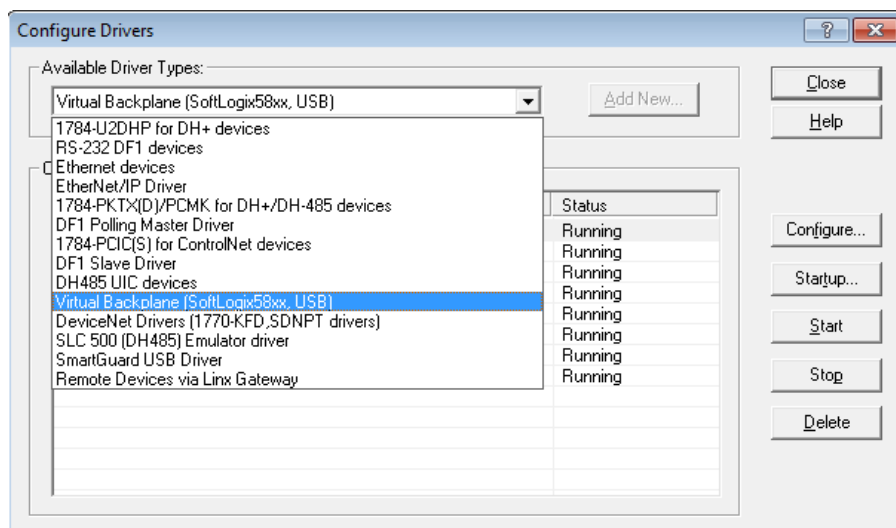 Configure Drivers
Available Driver Types:
Virtual Backplane (SoftLogix58xx, USB)
Add New...
Close
Help
1784-U2DHP for DH+ devices
RS-232 DF1 devices
Ethernet devices
EtherNet/IP Driver
1784-PKTX(D)/PCMK for DH+/DH-485 devices
DF1 Polling Master Driver
1784-PCIC(S) for ControlNet devices
DF1 Slave Driver
DH485 UIC devices
Virtual Backplane (SoftLogix58xx, USB)
DeviceNet Drivers (1770-KFD,SDNPT drivers)
SLC 500 (DH485) Emulator driver
SmartGuard USB Driver
Remote Devices via Linx Gateway
Status
Running
Running
Running
Running
Running
Running
Running
Running
Configure...
Startup...
Start
Stop
Delete